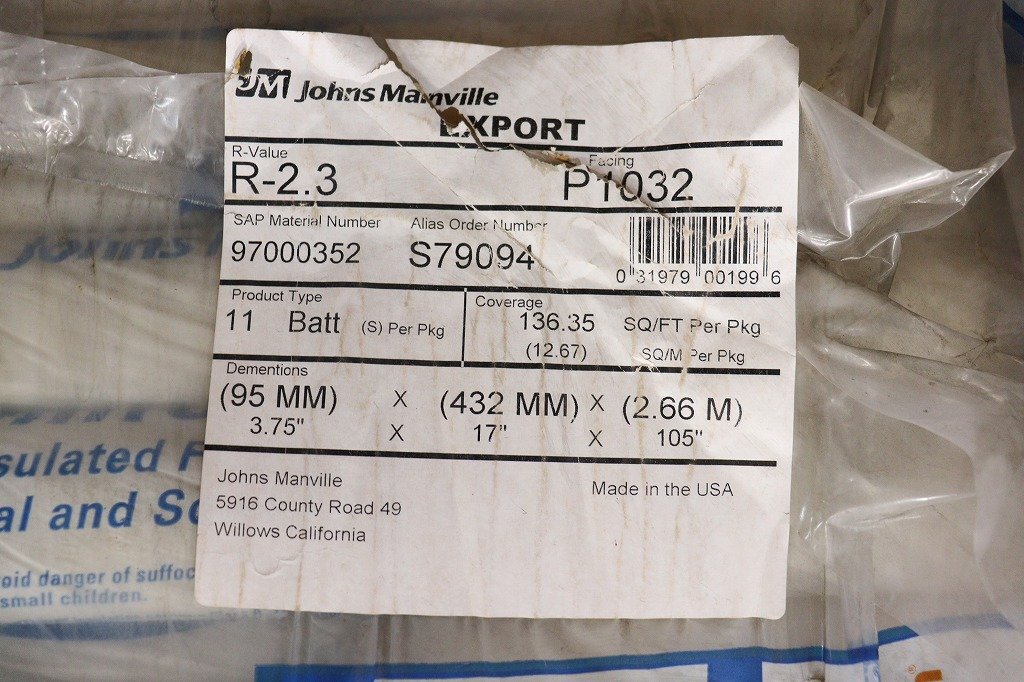 JM Johns Manville
EXPORT
R-Value
Facing
R-2.3
P1032
SAP Material Number
Alias Order Number
97000352
S79094
0 31979 00199 6
Product Type
Coverage
11 Batt (S) Per Pkg
136.35 SQ/FT Per Pkg
(12.67) SQ/M Per Pkg
Dementions
(95 MM) X (432 MM) X (2.66 M)
3.75" X 17" X 105"
Johns Manville
5916 County Road 49
Willows California
Made in the USA
Johns
sulated
al and
oid danger of suffoc
small children.